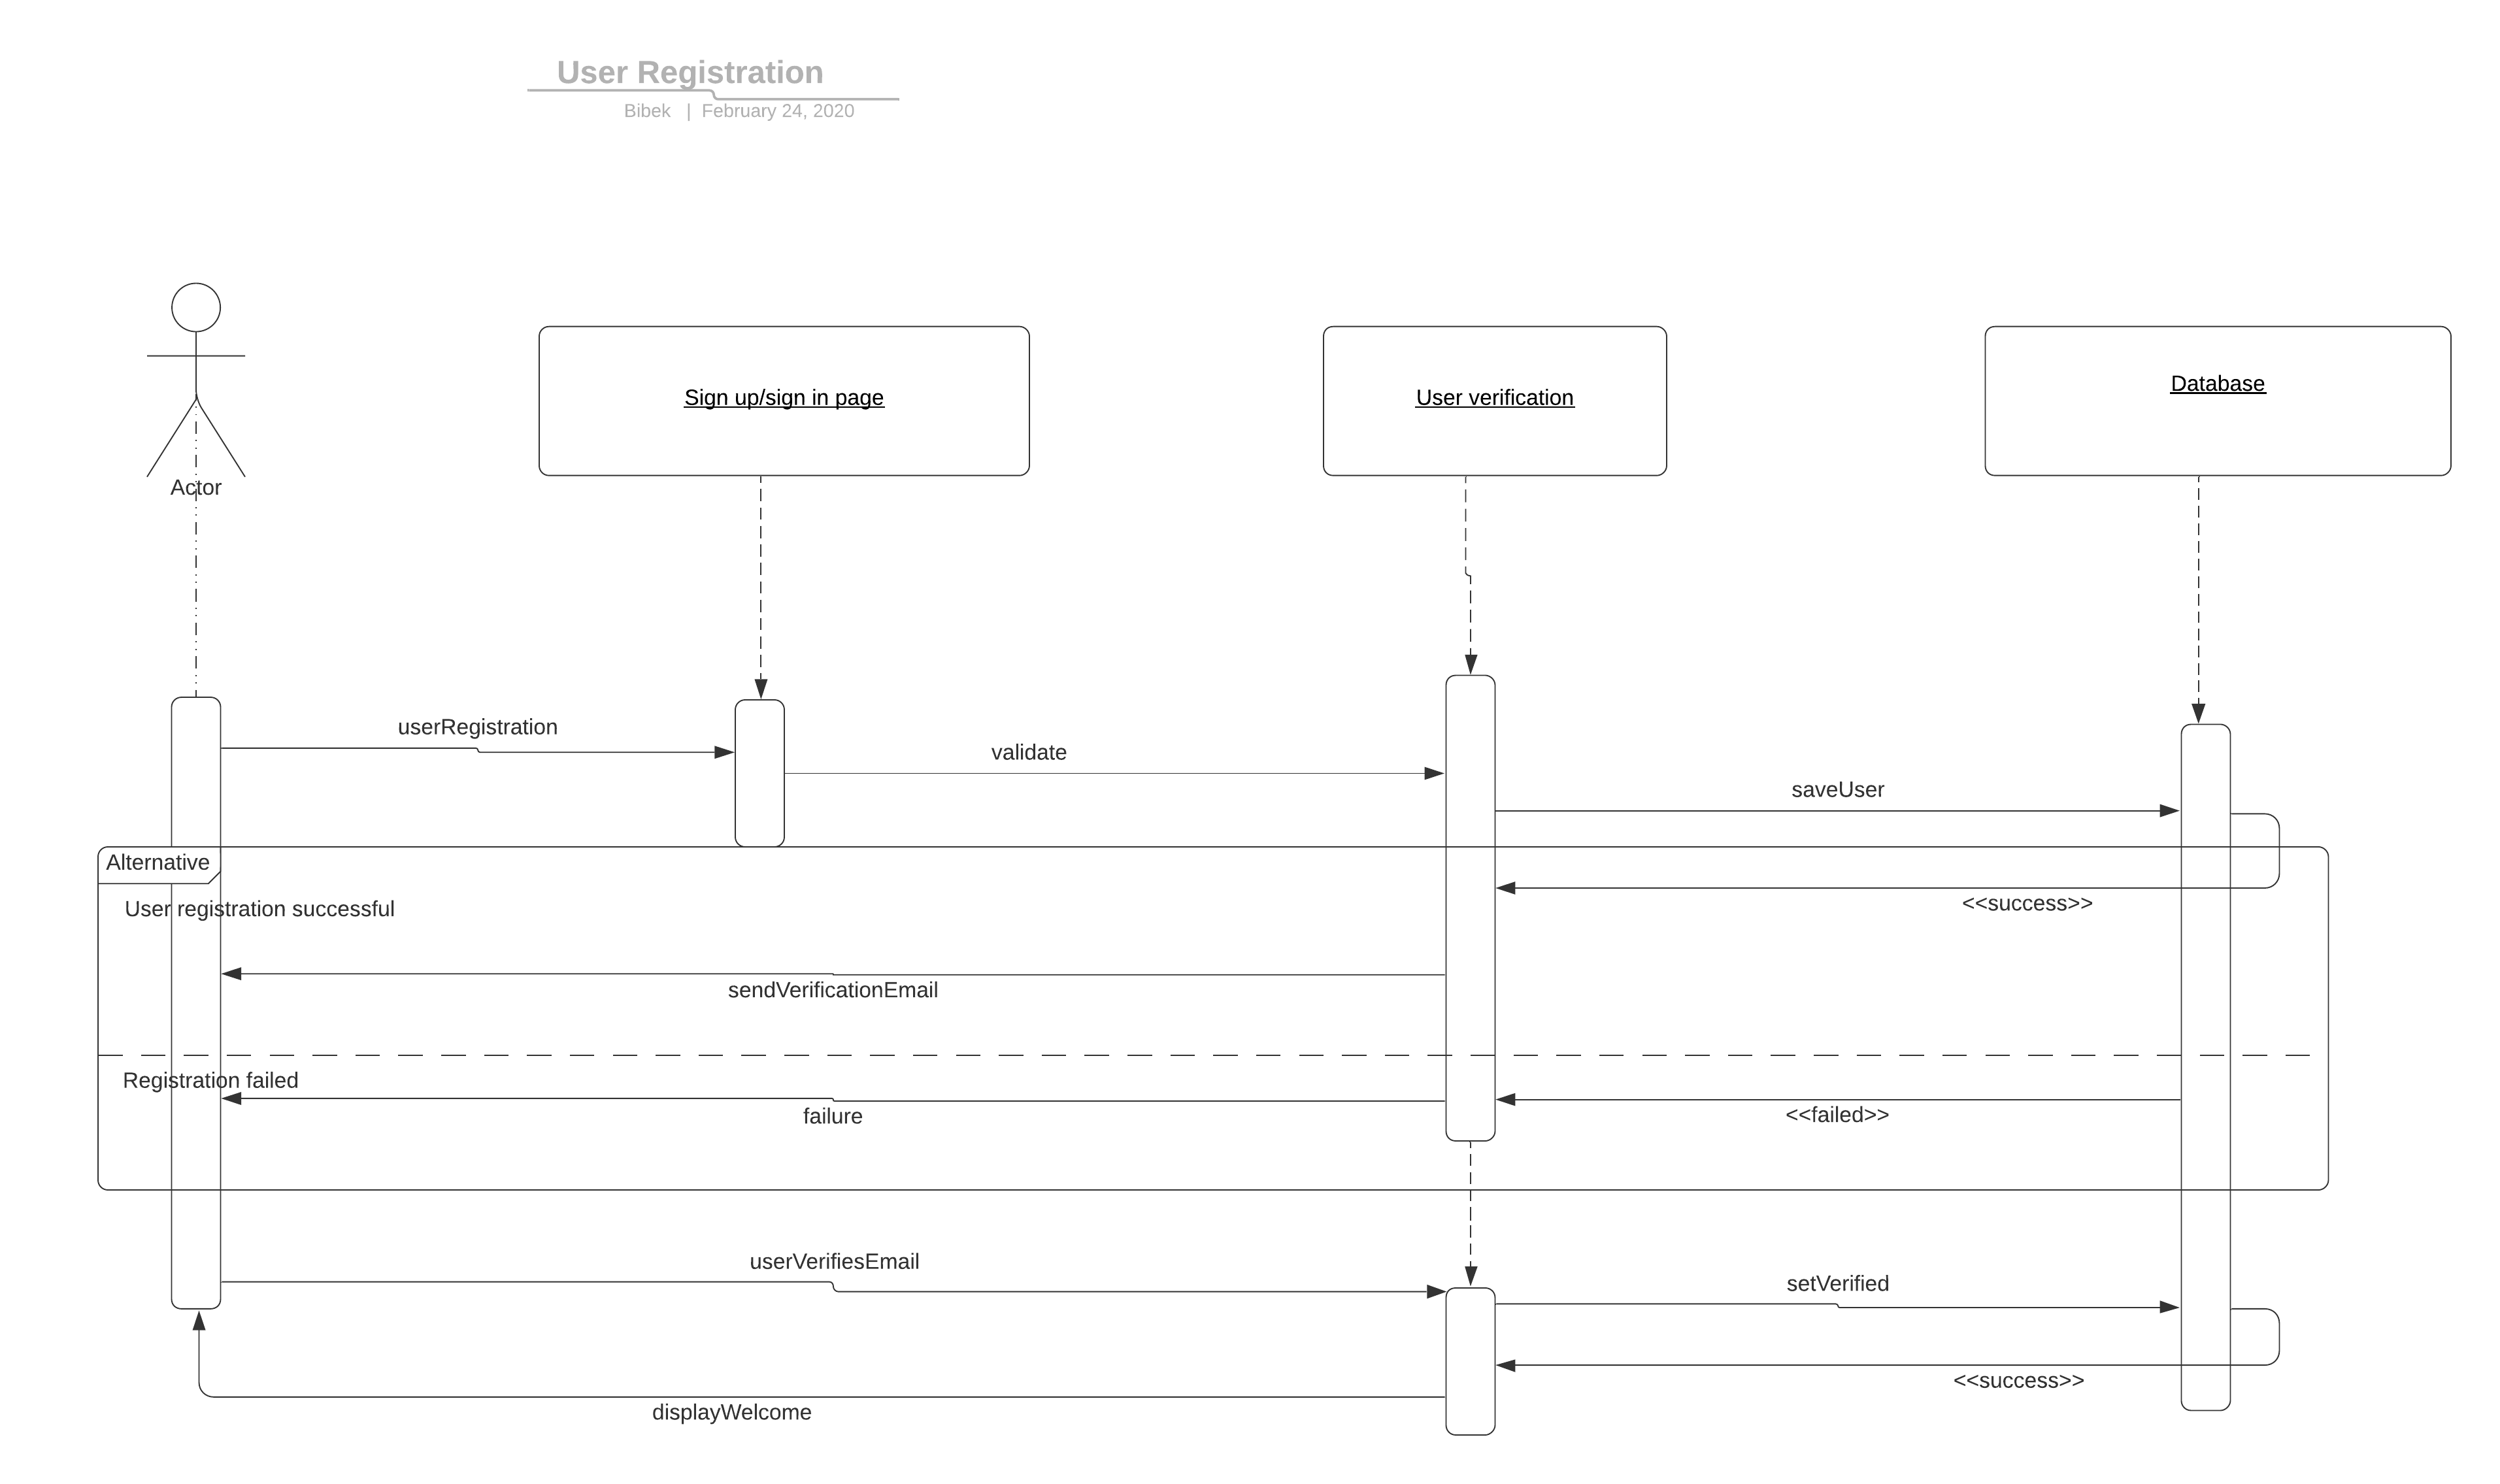 User Registration
Bibek | February 24, 2020
Actor
Sign up/sign in page
User verification
Database
userRegistration
validate
saveUser
Alternative
User registration successful
<<success>>
sendVerificationEmail
Registration failed
failure
<<failed>>
userVerifiesEmail
setVerified
<<success>>
displayWelcome